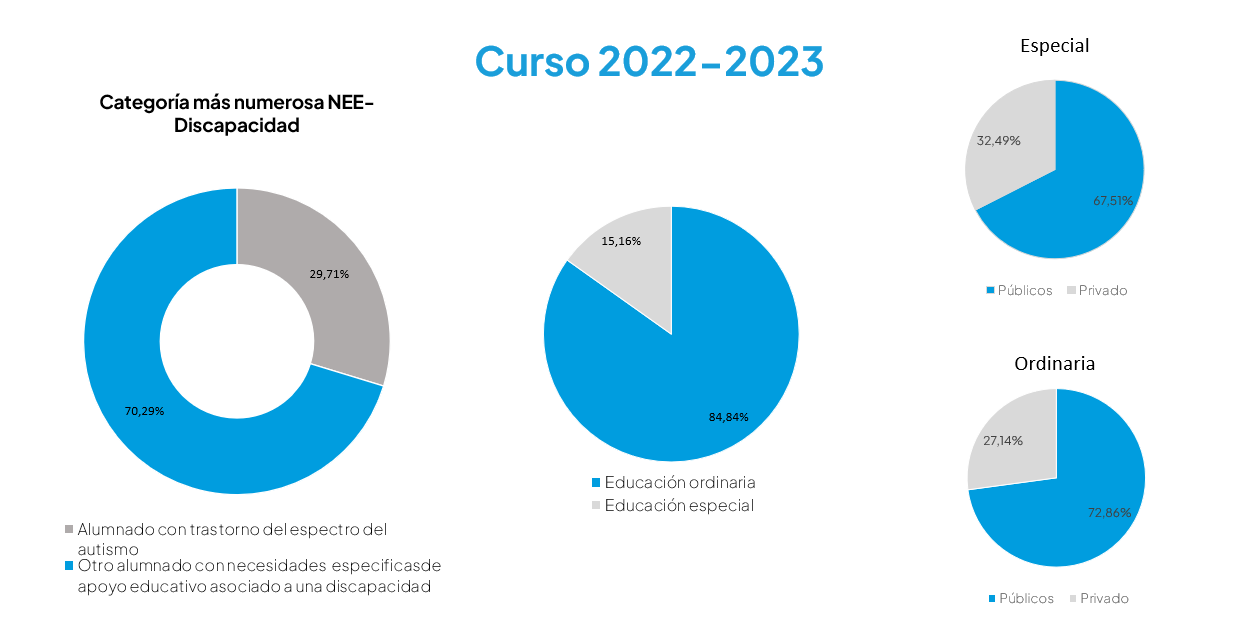 Curso 2022-2023
Categoría más numerosa NEE-
Discapacidad
29,71%
70,29%
Alumnado con trastorno del espectro del
autismo
Otro alumnado con necesidades especificasde
apoyo educativo asociado a una discapacidad
15,16%
84,84%
Educación ordinaria
Educación especial
Especial
32,49%
67,51%
Públicos Privado
Ordinaria
27,14%
72.86%
Públicos Privado